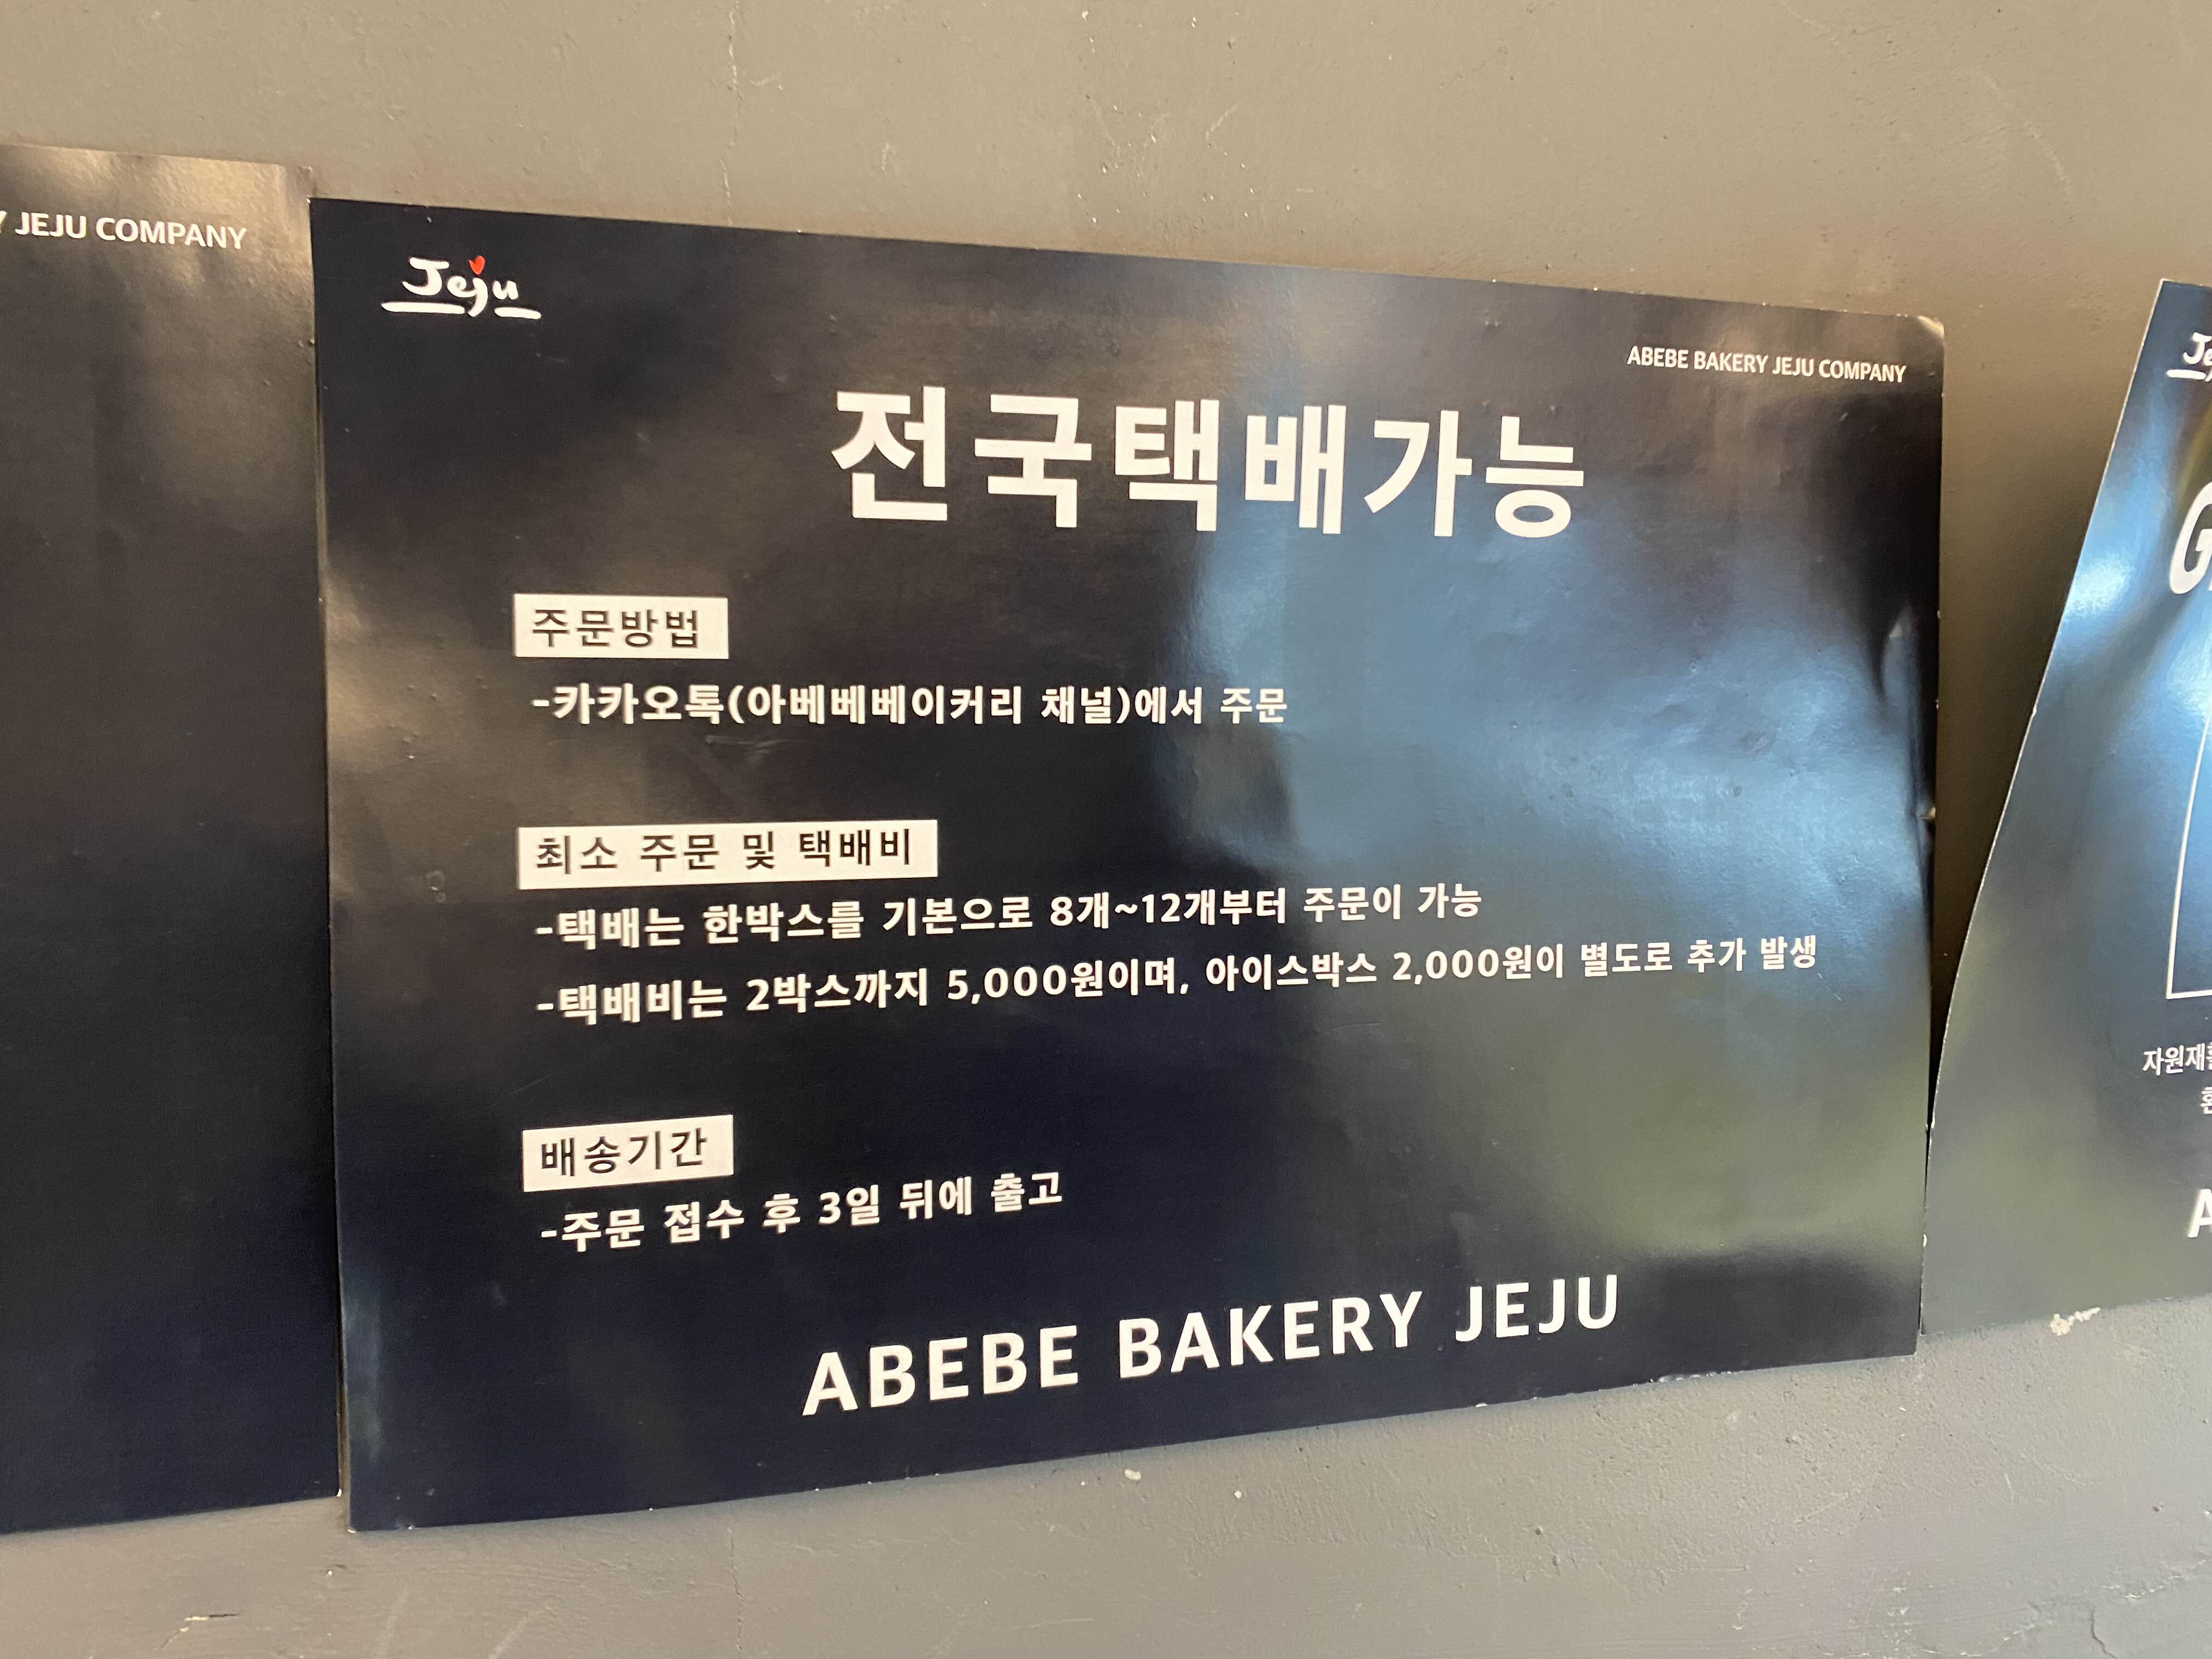 JEJU COMPANY
Jeju
ABEBE BAKERY JEJU COMPANY
전국택배가능
주문방법
-카카오톡(아베베베이커리 채널)에서 주문
최소 주문 및 택배비
-택배는 한박스를 기본으로 8개~12개부터 주문이 가능
-택배비는 2박스까지 5,000원이며, 아이스박스 2,000원이 별도로 추가 발생
배송기간
-주문 접수 후 3일 뒤에 출고
ABEBE BAKERY JEJU